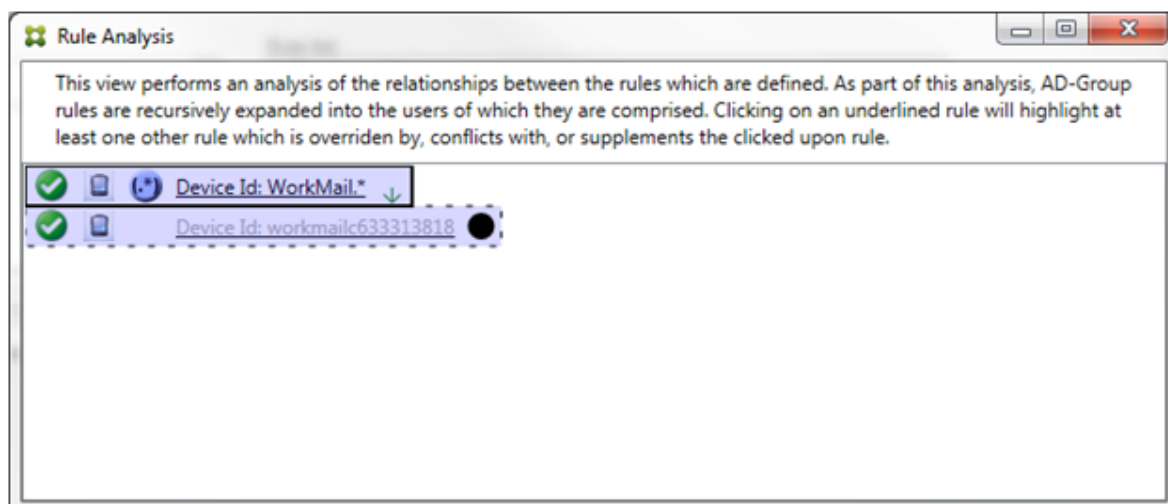 Rule Analysis
This view performs an analysis of the relationships between the rules which are defined. As part of this analysis, AD-Group
rules are recursively expanded into the users of which they are comprised. Clicking on an underlined rule will highlight at
least one other rule which is overriden by, conflicts with, or supplements the clicked upon rule.
(.*) Device Id: WorkMail.*
Device Id: workmailc633313818